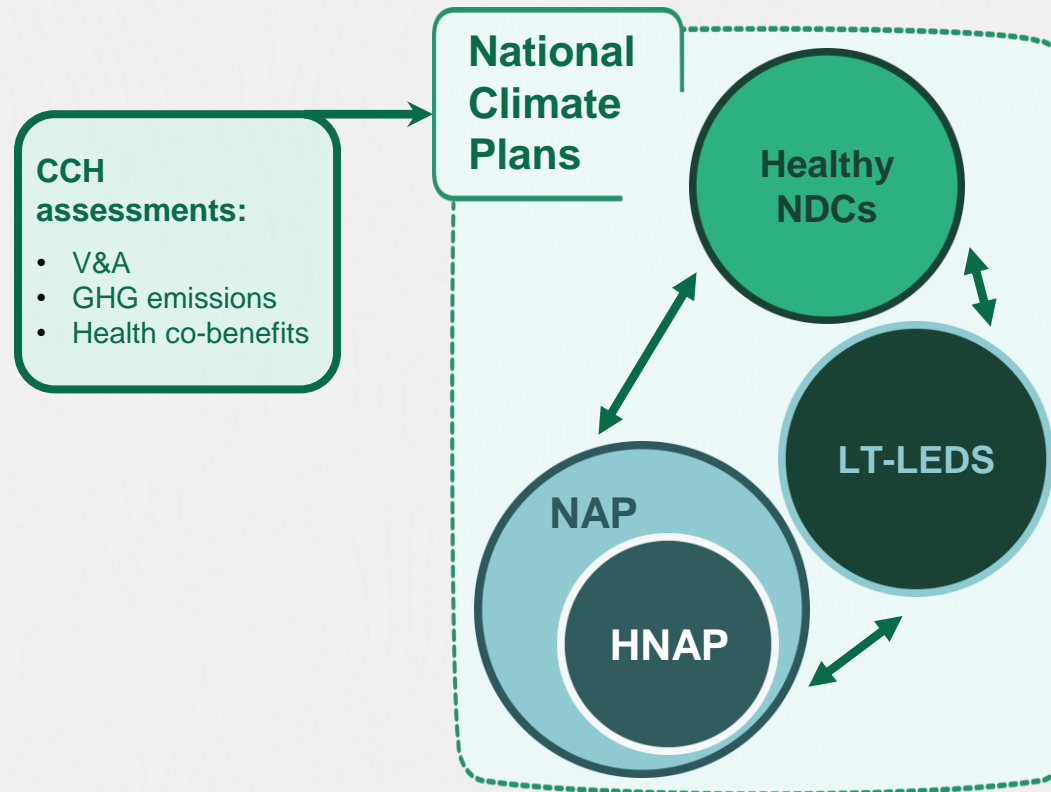 National
Climate
Plans
CCH
assessments:
• V&A
• GHG emissions
• Health co-benefits
Healthy
NDCs
LT-LEDS
NAP
HNAP